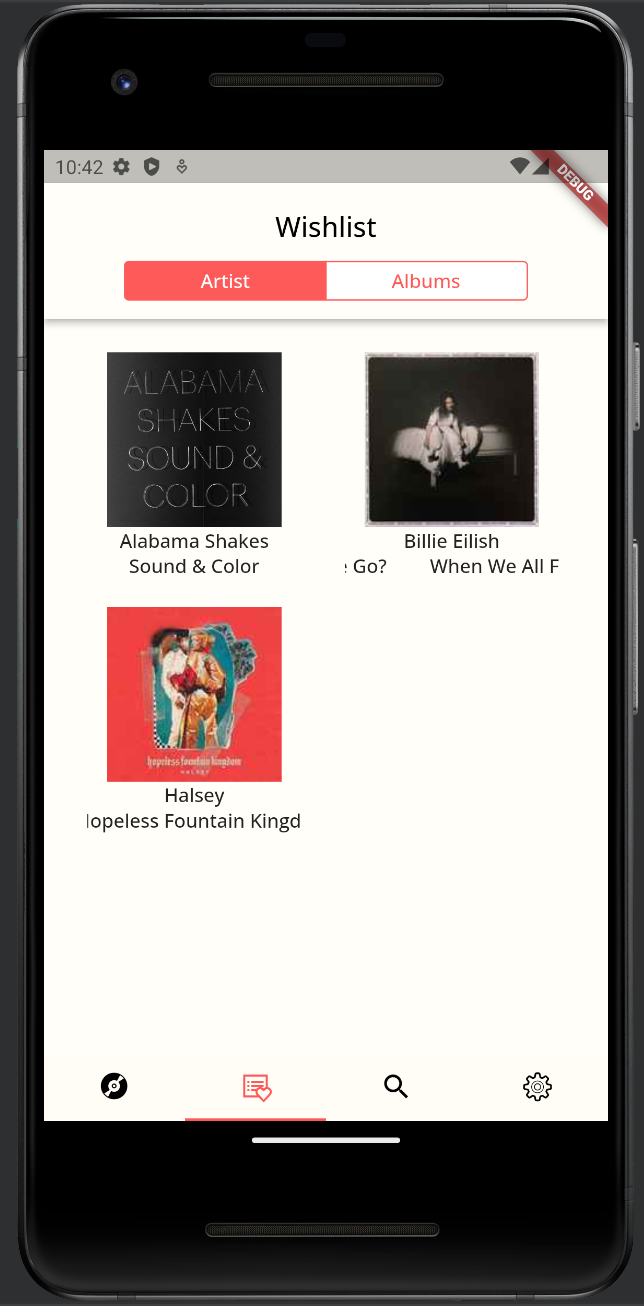 10:42
DEBUG
Wishlist
Artist
Albums
ALABAMA
SHAKES
SOUND &
COLOR
Alabama Shakes
Sound & Color
Billie Eilish
Go?
When We All F
hopeless fountain kingdom
HALSEY
Halsey
opeless Fountain Kingd